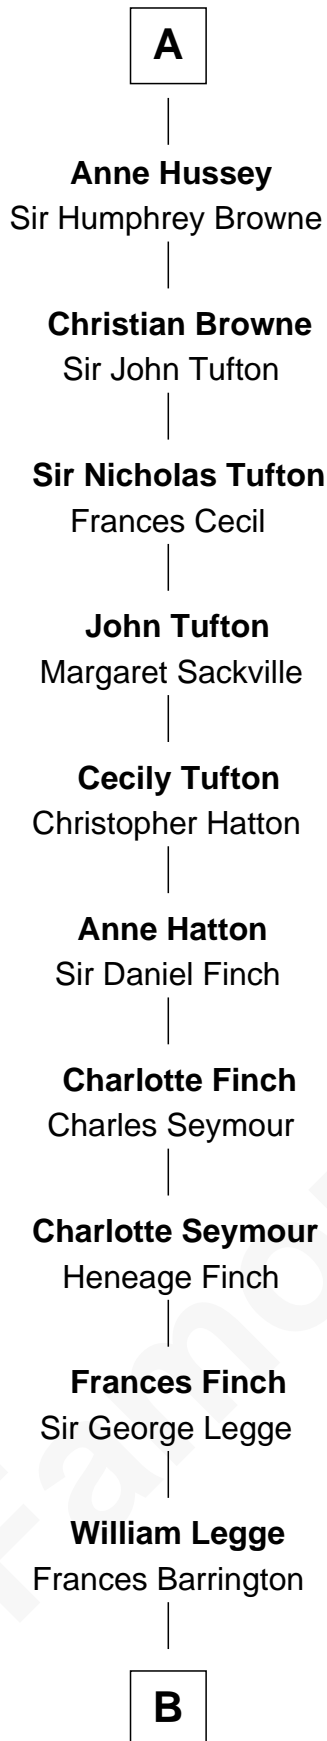 A
Anne Hussey
Sir Humphrey Browne
Christian Browne
Sir John Tufton
Sir Nicholas Tufton
Frances Cecil
John Tufton
Margaret Sackville
Cecily Tufton
Christopher Hatton
Anne Hatton
Sir Daniel Finch
Charlotte Finch
Charles Seymour
Charlotte Seymour
Heneage Finch
Frances Finch
Sir George Legge
William Legge
Frances Barrington
B
Famo